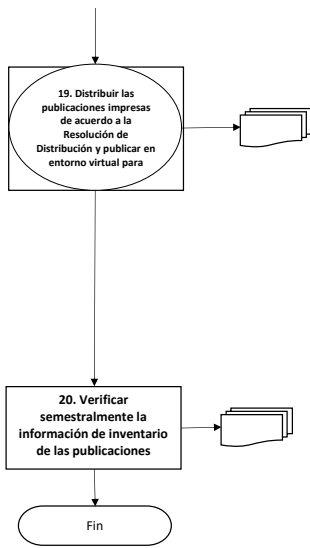 19. Distribuir las
publicaciones impresas
de acuerdo a la
Resolución de
Distribución y publicar en
entorno virtual para
20. Verificar
semestralmente la
información de inventario
de las publicaciones
Fin